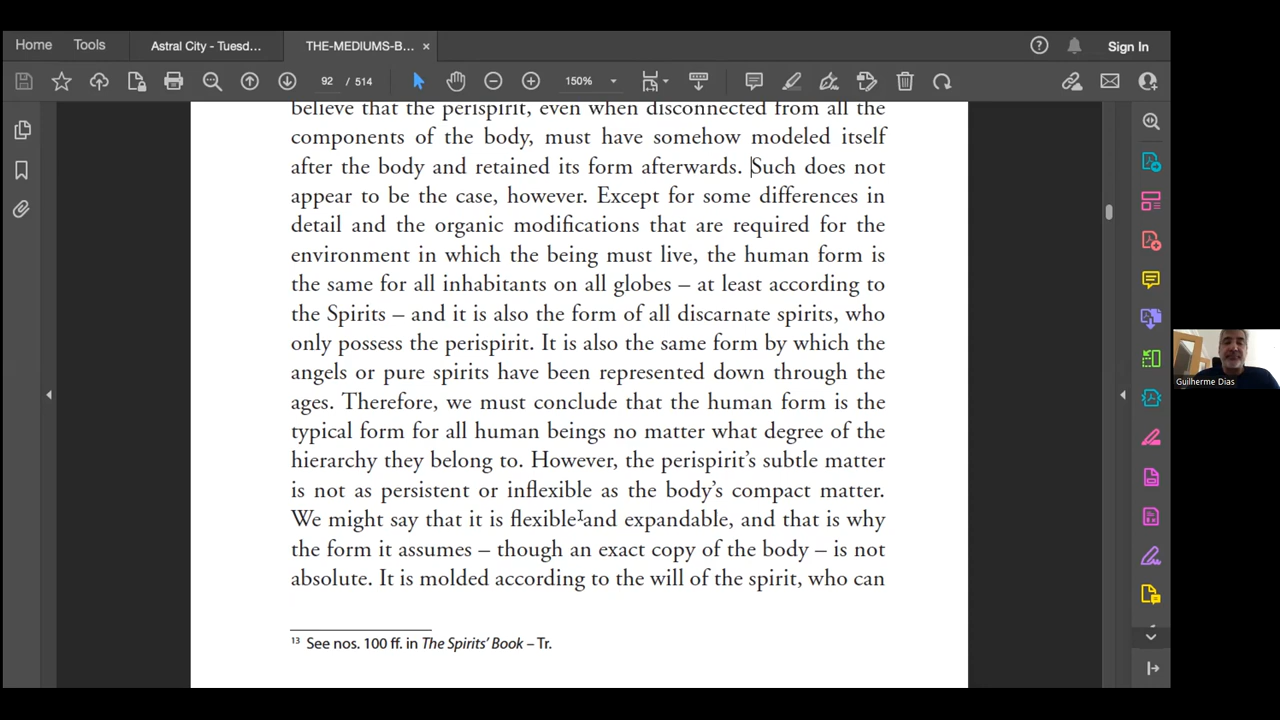 Home
Tools
Astral City - Tuesd...
THE-MEDIUMS-B... ×
Sign In
92 / 514
150%
believe that the perispirit, even when disconnected from all the
components of the body, must have somehow modeled itself
after the body and retained its form afterwards. Such does not
appear to be the case, however. Except for some differences in
detail and the organic modifications that are required for the
environment in which the being must live, the human form is
the same for all inhabitants on all globes – at least according to
the Spirits – and it is also the form of all discarnate spirits, who
only possess the perispirit. It is also the same form by which the
angels or pure spirits have been represented down through the
ages. Therefore, we must conclude that the human form is the
typical form for all human beings no matter what degree of the
hierarchy they belong to. However, the perispirit’s subtle matter
is not as persistent or inflexible as the body’s compact matter.
We might say that it is flexible and expandable, and that is why
the form it assumes – though an exact copy of the body – is not
absolute. It is molded according to the will of the spirit, who can
13 See nos. 100 ff. in The Spirits’ Book – Tr.
Guilherme Dias